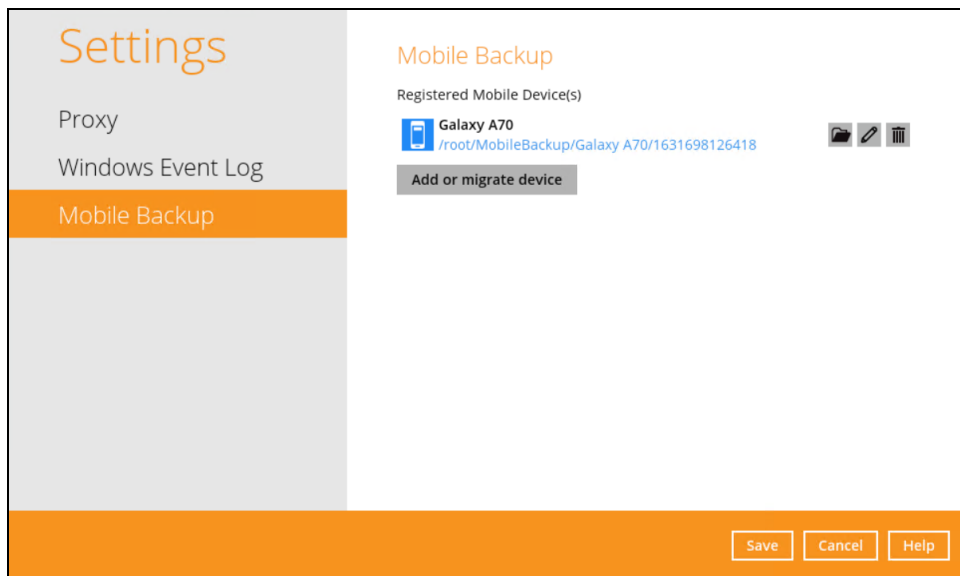 Settings
Proxy
Windows Event Log
Mobile Backup
Mobile Backup
Registered Mobile Device(s)
Galaxy A70
/root/MobileBackup/Galaxy A70/1631698126418
Add or migrate device
Save
Cancel
Help